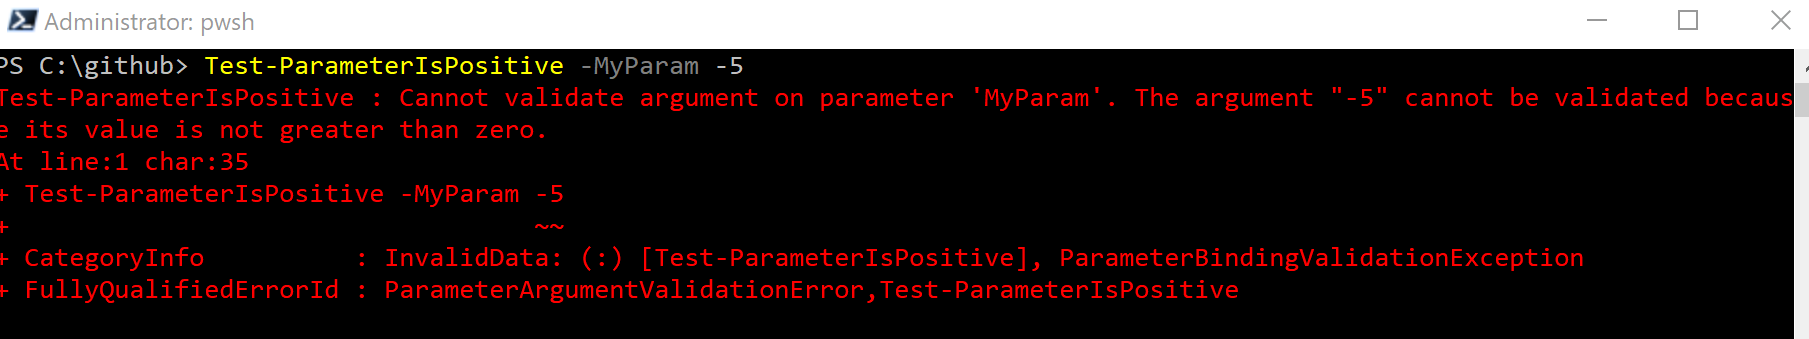 Administrator: pwsh
PS C:\github> Test-ParameterIsPositive -MyParam -5
Test-ParameterIsPositive : Cannot validate argument on parameter 'MyParam'. The argument "-5" cannot be validated becaus
e its value is not greater than zero.
At line:1 char:35
+ Test-ParameterIsPositive -MyParam -5
+                                   ~~
+ CategoryInfo          : InvalidData: (:) [Test-ParameterIsPositive], ParameterBindingValidationException
+ FullyQualifiedErrorId : ParameterArgumentValidationError,Test-ParameterIsPositive